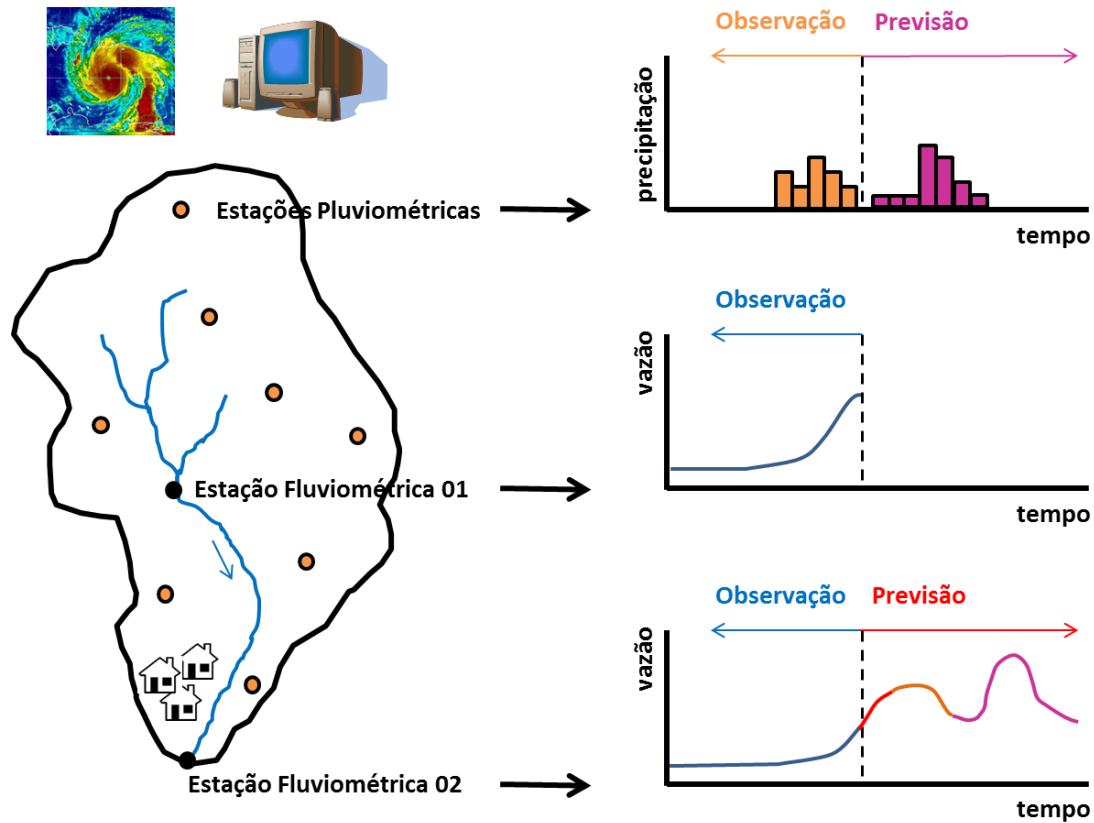 Observação Previsão
precipitação
tempo
Estações Pluviométricas
Observação
vazão
tempo
Estação Fluviométrica 01
Observação Previsão
vazão
tempo
Estação Fluviométrica 02